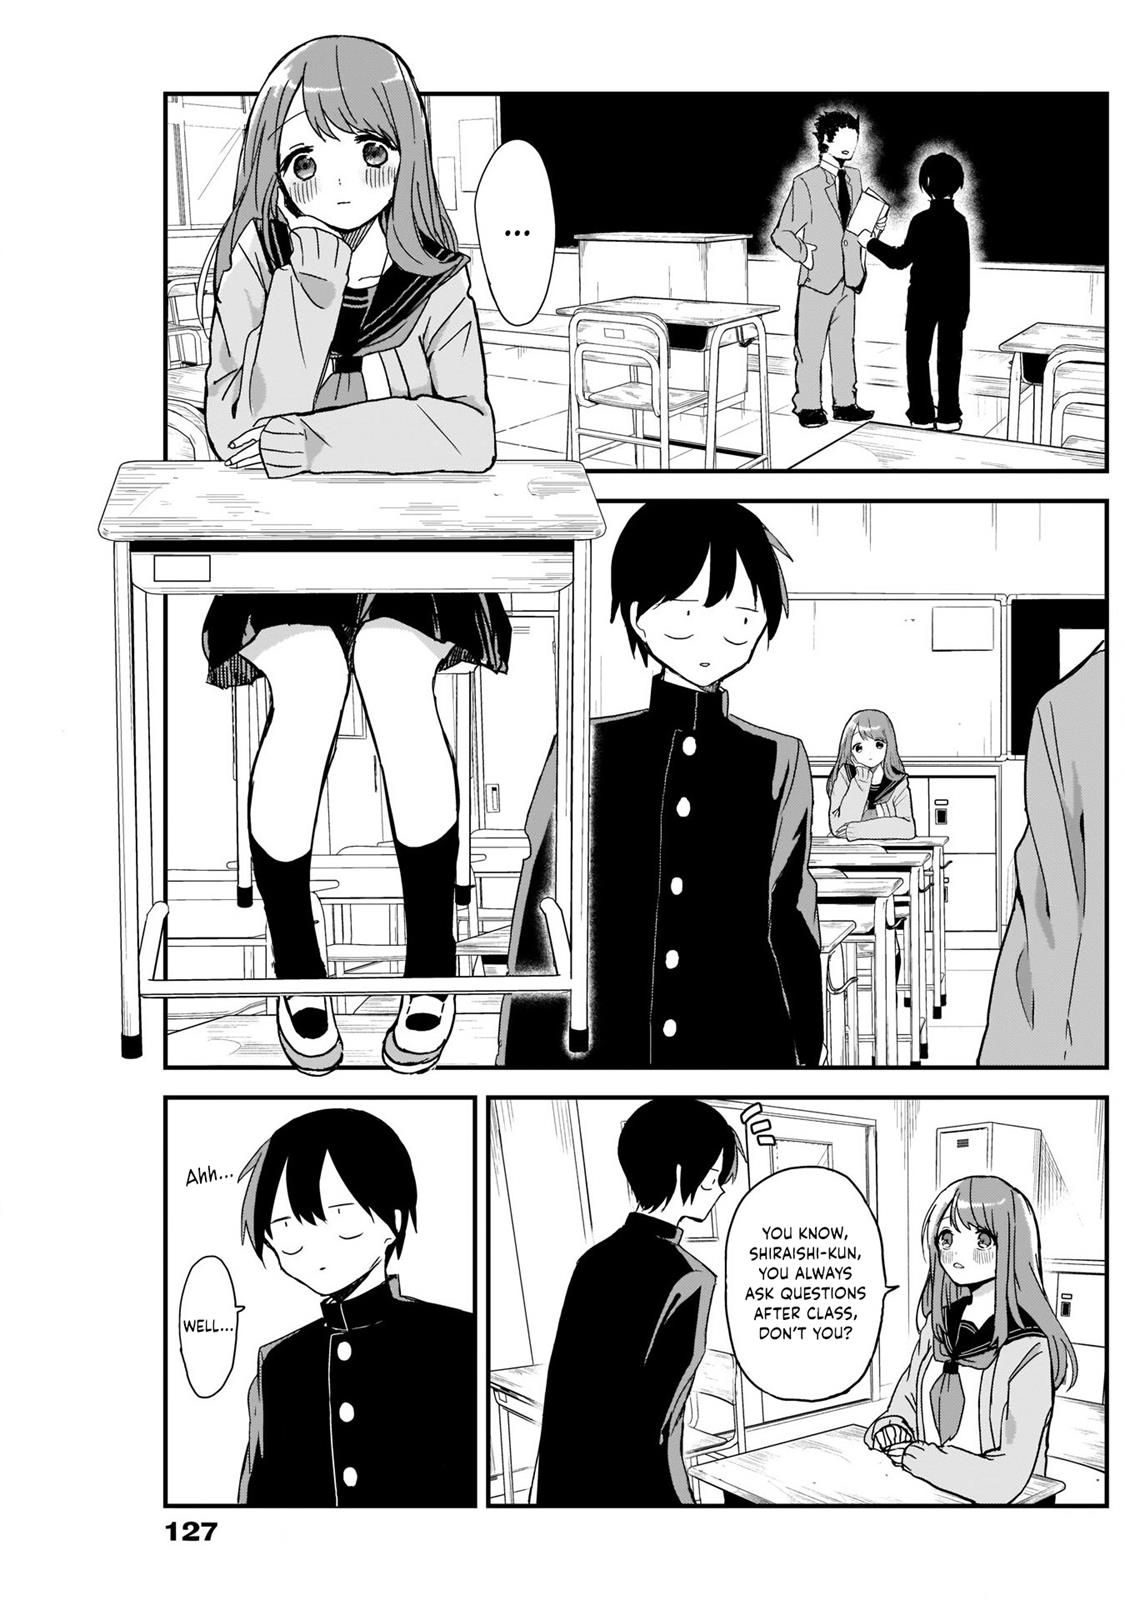 ...
YOU KNOW,
SHIRAISHI-KUN,
YOU ALWAYS
ASK QUESTIONS
AFTER CLASS,
DON'T YOU?
Ahh...
WELL...
127